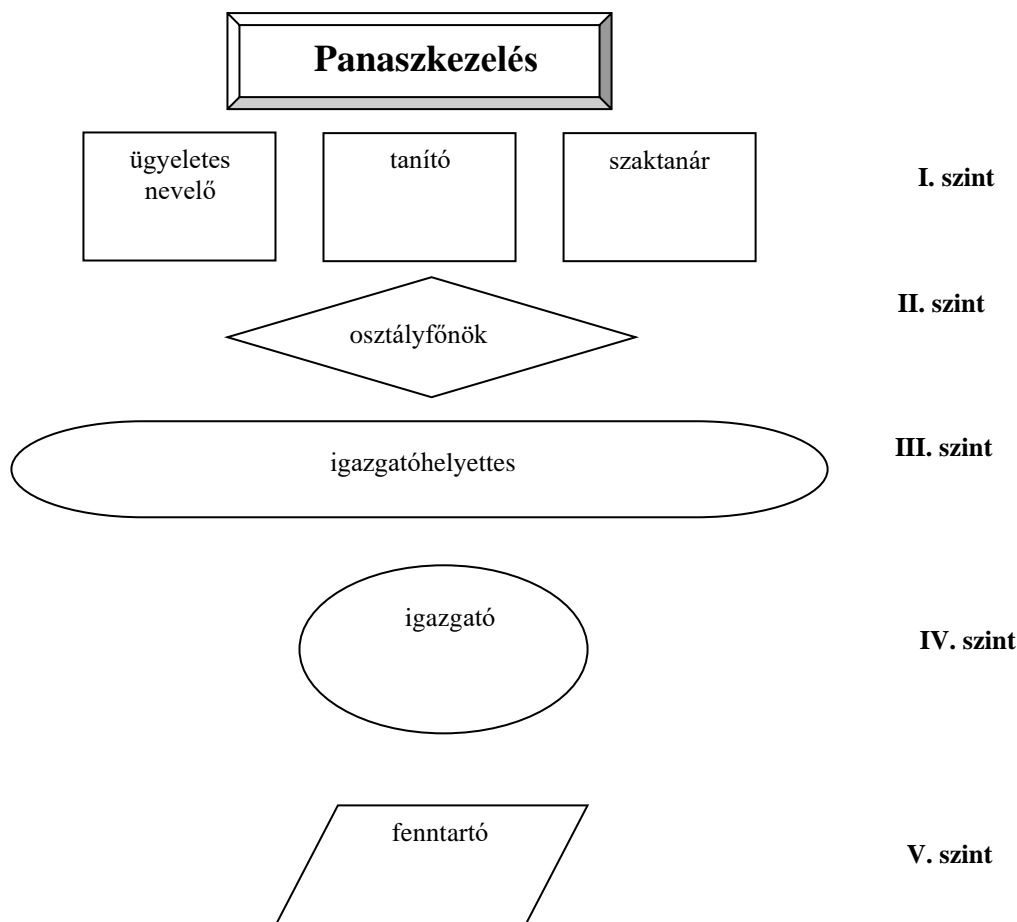 Panaszkezelés
ügyeletes
nevelő
tanító
szaktanár
I. szint
osztályfőnök
II. szint
igazgatóhelyettes
III. szint
igazgató
IV. szint
fenntartó
V. szint